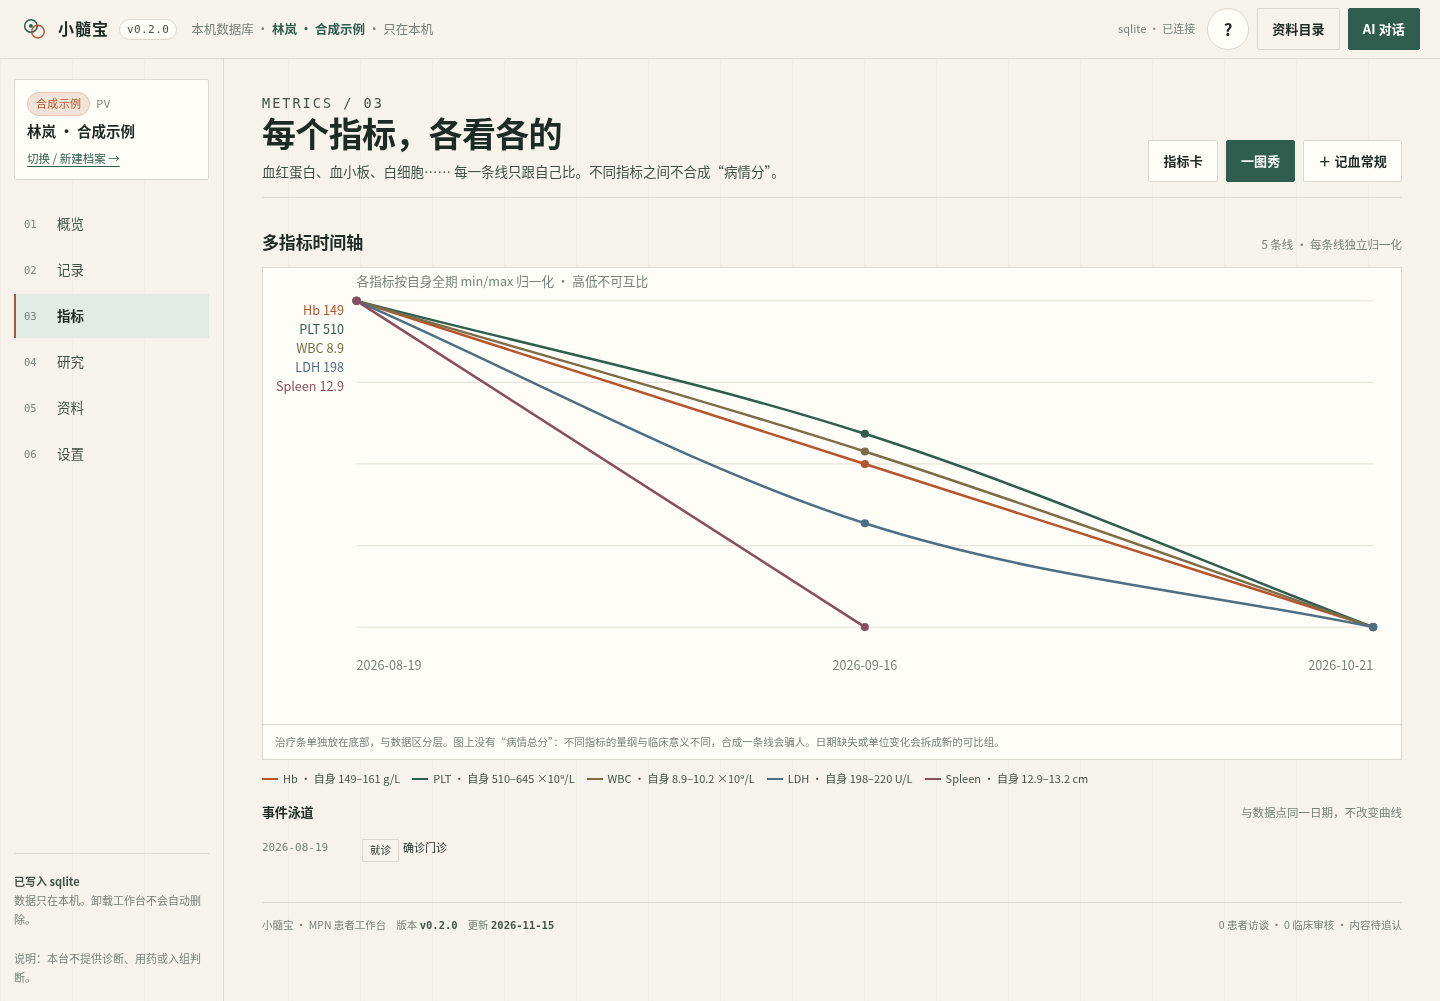 小髓宝 v0.2.0 本机数据库 · 林岚 · 合成示例 · 只在本机 sqlite · 已连接 ? 资料目录 AI 对话
合成示例 PV
林岚 · 合成示例
切换 / 新建档案 →
01 概览
02 记录
03 指标
04 研究
05 资料
06 设置
已写入 sqlite
数据只在本机。卸载工作台不会自动删
除。
说明：本台不提供诊断、用药或入组判
断。
METRICS / 03
每个指标，各看各的
血红蛋白、血小板、白细胞…… 每一条线只跟自己比。不同指标之间不合成“病情分”。
指标卡 一图秀 ＋ 记血常规
多指标时间轴 5 条线 · 每条线独立归一化
各指标按自身全期 min/max 归一化 · 高低不可互比
Hb 149
PLT 510
WBC 8.9
LDH 198
Spleen 12.9
2026-08-19 2026-09-16 2026-10-21
治疗条单独放在底部，与数据区分层。图上没有“病情总分”：不同指标的量纲与临床意义不同，合成一条线会骗人。日期缺失或单位变化会拆成新的可比组。
Hb · 自身 149–161 g/L PLT · 自身 510–645 ×10⁹/L WBC · 自身 8.9–10.2 ×10⁹/L LDH · 自身 198–220 U/L Spleen · 自身 12.9–13.2 cm
事件泳道 与数据点同一日期，不改变曲线
2026-08-19 就诊 确诊门诊
小髓宝 · MPN 患者工作台 版本 v0.2.0 更新 2026-11-15 0 患者访谈 · 0 临床审核 · 内容待追认